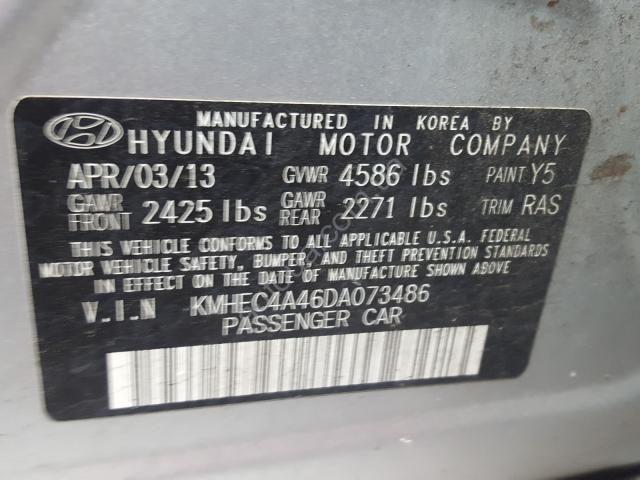 MANUFACTURED IN KOREA BY
HYUNDAI MOTOR COMPANY
APR/03/13 GVWR 4586 lbs PAINT Y5
GAWR FRONT 2425 lbs GAWR REAR 2271 lbs TRIM RAS
THIS VEHICLE CONFORMS TO ALL APPLICABLE U.S.A. FEDERAL
MOTOR VEHICLE SAFETY, BUMPER, AND THEFT PREVENTION STANDARDS
IN EFFECT ON THE DATE OF MANUFACTURE SHOWN ABOVE
V.I.N KMHEC4A46DA073486
PASSENGER CAR